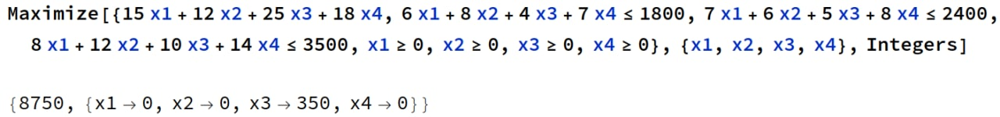 Maximize[{15 x1 + 12 x2 + 25 x3 + 18 x4, 6 x1 + 8 x2 + 4 x3 + 7 x4 ≤ 1800, 7 x1 + 6 x2 + 5 x3 + 8 x4 ≤ 2400,
8 x1 + 12 x2 + 10 x3 + 14 x4 ≤ 3500, x1 ≥ 0, x2 ≥ 0, x3 ≥ 0, x4 ≥ 0}, {x1, x2, x3, x4}, Integers]
{8750, {x1 → 0, x2 → 0, x3 → 350, x4 → 0}}